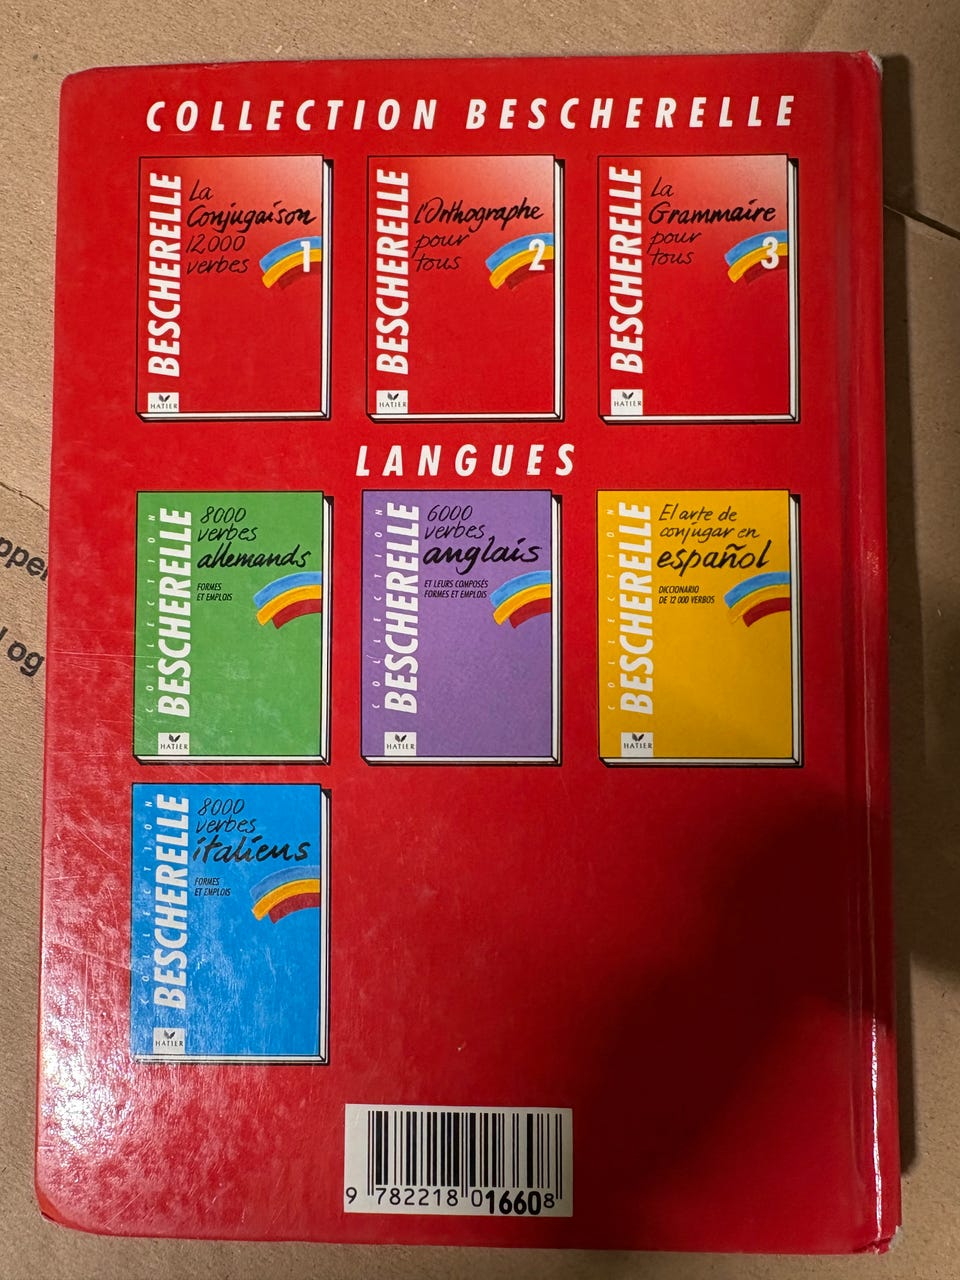 COLLECTION BESCHERELLE
BESCHERELLE
La
Conjugaison
12000
verbes
1
HATIER
BESCHERELLE
l'Orthographe
pour
tous
2
HATIER
BESCHERELLE
La
Grammaire
pour
tous
3
HATIER
LANGUES
COLLECTION
BESCHERELLE
8000
verbes
allemands
FORMES
ET EMPLOIS
HATIER
COLLECTION
BESCHERELLE
6000
verbes
anglais
ET LEURS COMPOSÉS
FORMES ET EMPLOIS
HATIER
COLLECTION
BESCHERELLE
El arte de
conjugar en
español
DICCIONARIO
DE 12 000 VERBOS
HATIER
COLLECTION
BESCHERELLE
8000
verbes
italiens
FORMES
ET EMPLOIS
HATIER
9 782218 016608